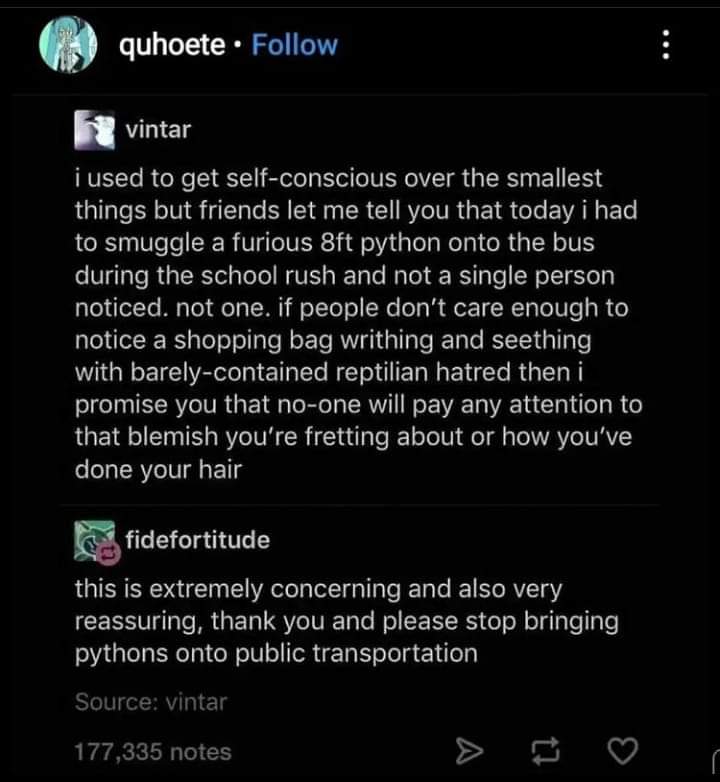 quhoete • Follow
vintar
i used to get self-conscious over the smallest
things but friends let me tell you that today i had
to smuggle a furious 8ft python onto the bus
during the school rush and not a single person
noticed. not one. if people don't care enough to
notice a shopping bag writhing and seething
with barely-contained reptilian hatred then i
promise you that no-one will pay any attention to
that blemish you're fretting about or how you've
done your hair
fidefortitude
this is extremely concerning and also very
reassuring, thank you and please stop bringing
pythons onto public transportation
Source: vintar
177,335 notes